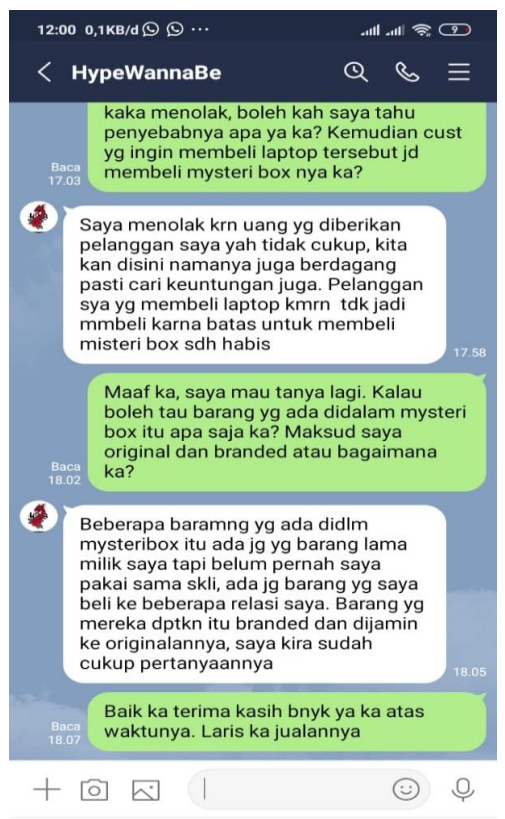 12:00 0,1KB/d ...
9
HypeWannaBe
kaka menolak, boleh kah saya tahu
penyebabnya apa ya ka? Kemudian cust
yg ingin membeli laptop tersebut jd
membeli mysteri box nya ka?
Baca
17.03
Saya menolak krn uang yg diberikan
pelanggan saya yah tidak cukup, kita
kan disini namanya juga berdagang
pasti cari keuntungan juga. Pelanggan
sya yg membeli laptop kmrn tdk jadi
mmbeli karna batas untuk membeli
misteri box sdh habis
17.58
Maaf ka, saya mau tanya lagi. Kalau
boleh tau barang yg ada didalam mysteri
box itu apa saja ka? Maksud saya
original dan branded atau bagaimana
ka?
Baca
18.02
Beberapa baramng yg ada didlm
mysteribox itu ada jg yg barang lama
milik saya tapi belum pernah saya
pakai sama skli, ada jg barang yg saya
beli ke beberapa relasi saya. Barang yg
mereka dptkn itu branded dan dijamin
ke originalannya, saya kira sudah
cukup pertanyaannya
18.05
Baik ka terima kasih bnyk ya ka atas
waktunya. Laris ka jualannya
Baca
18.07